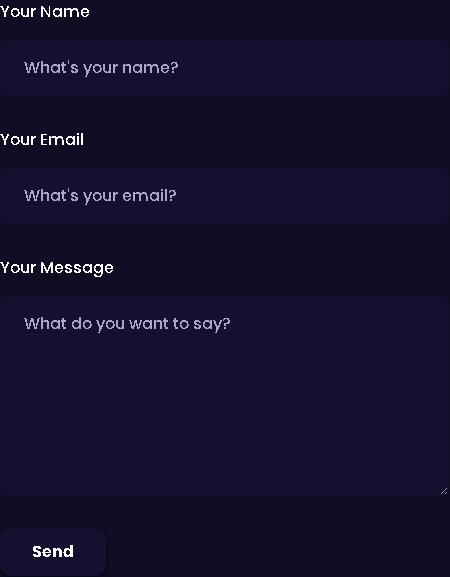 Your Name
What's your name?
Your Email
What's your email?
Your Message
What do you want to say?
Send